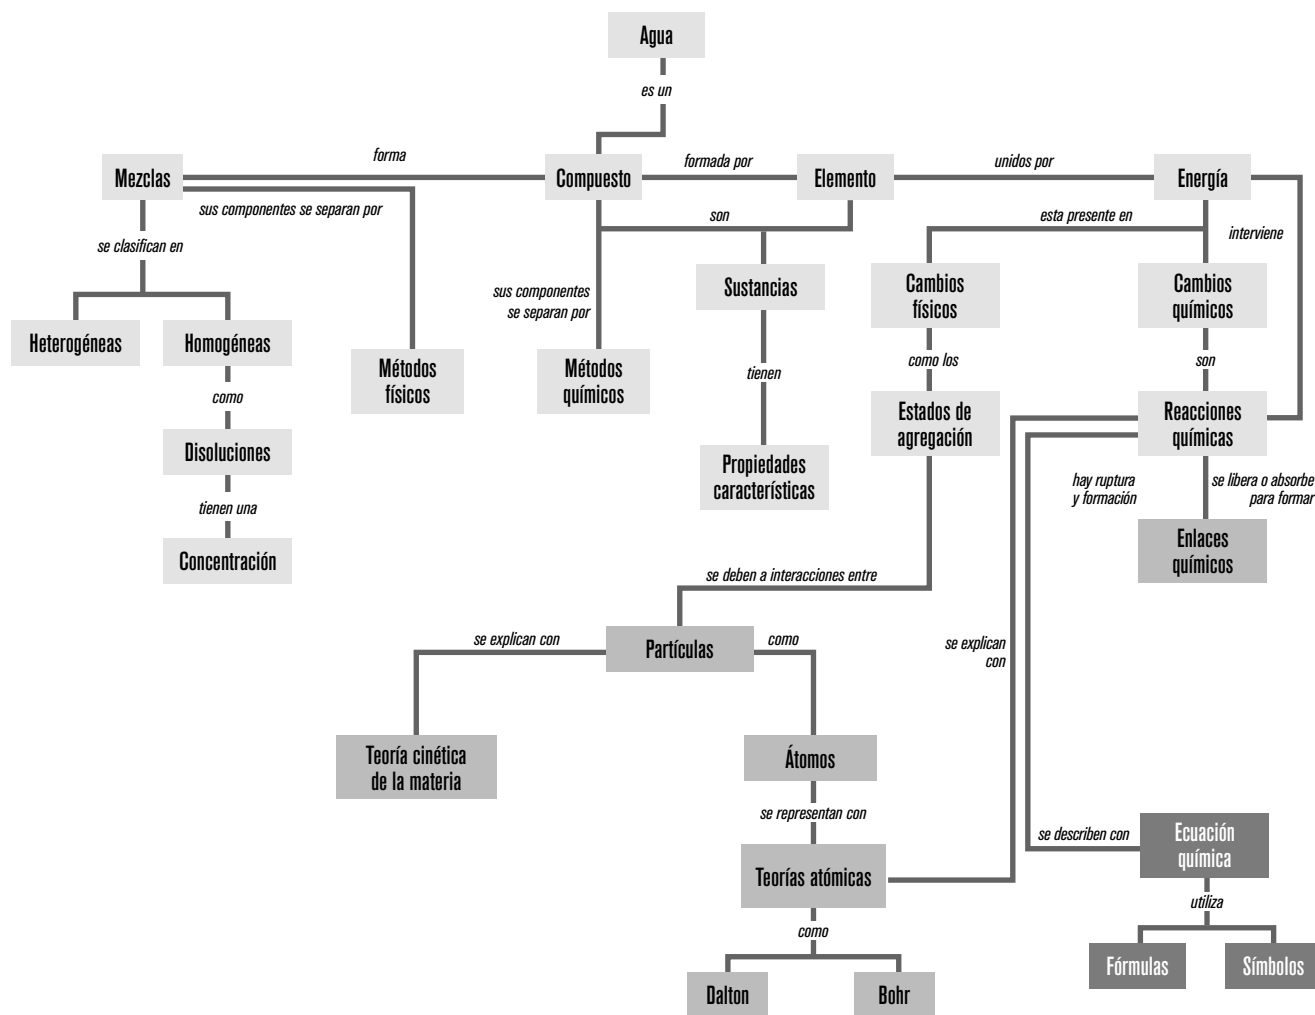 Agua
es un
forma
formada por
unidos por
Mezclas
Compuesto
Elemento
Energía
sus componentes se separan por
son
esta presente en
interviene
se clasifican en
sus componentes
se separan por
Sustancias
Cambios
físicos
Cambios
químicos
Heterogéneas
Homogéneas
Métodos
físicos
Métodos
químicos
tienen
como los
son
como
Estados de
agregación
Reacciones
químicas
Disoluciones
Propiedades
características
hay ruptura
y formación
se libera o absorbe
para formar
tienen una
Concentración
Enlaces
químicos
se deben a interacciones entre
se explican con
Partículas
como
se explican
con
Teoría cinética
de la materia
Átomos
se representan con
se describen con
Ecuación
química
Teorías atómicas
utiliza
como
Fórmulas
Símbolos
Dalton
Bohr